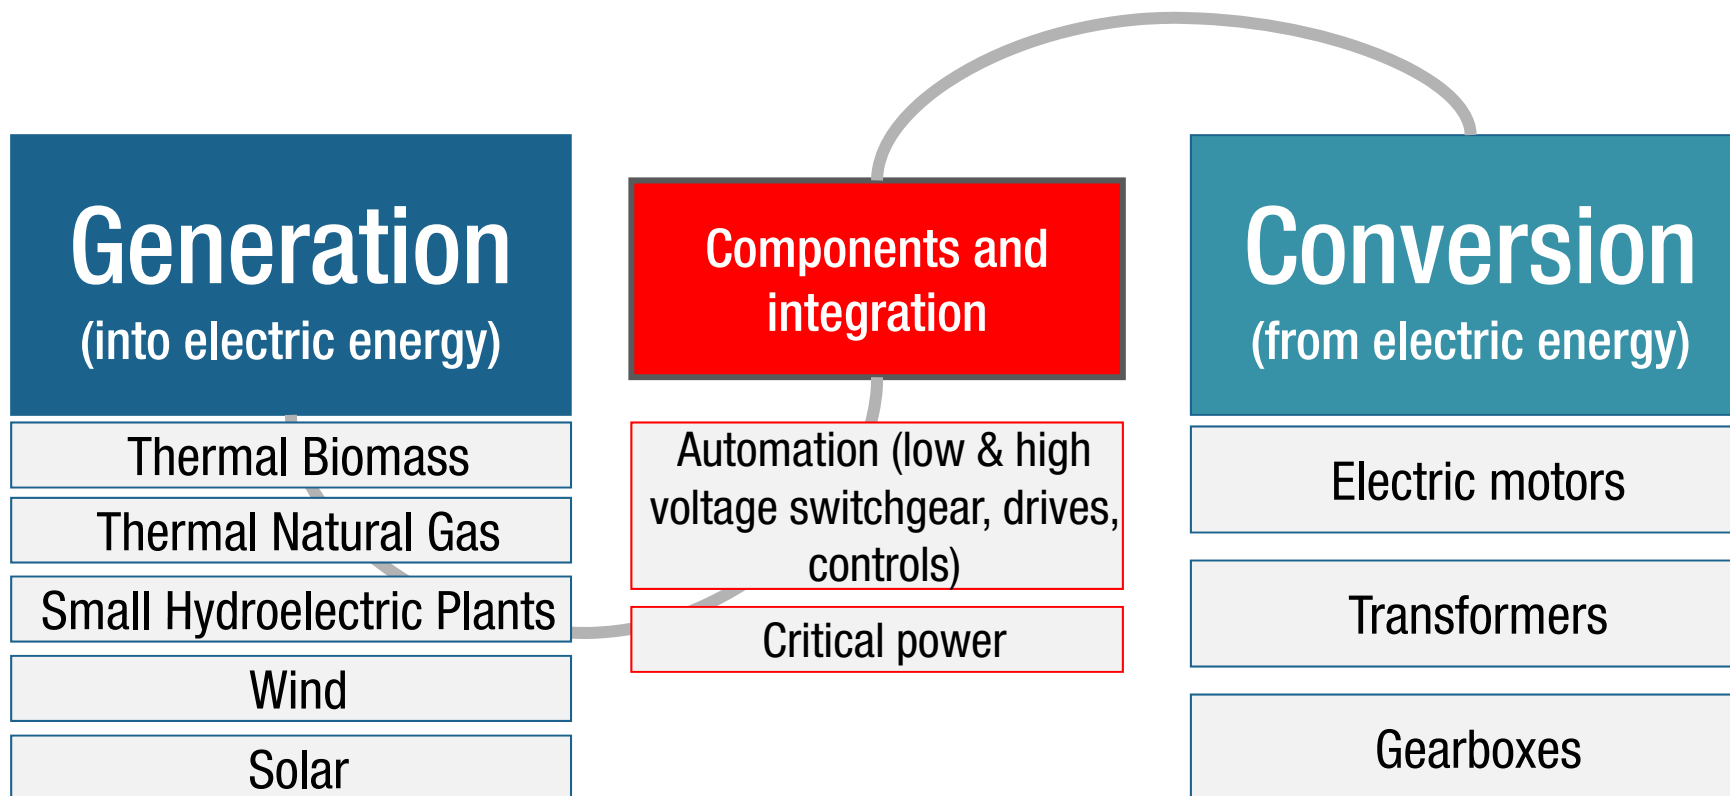 Generation
(into electric energy)
Thermal Biomass
Thermal Natural Gas
Small Hydroelectric Plants
Wind
Solar
Components and
integration
Automation (low & high
voltage switchgear, drives,
controls)
Critical power
Conversion
(from electric energy)
Electric motors
Transformers
Gearboxes